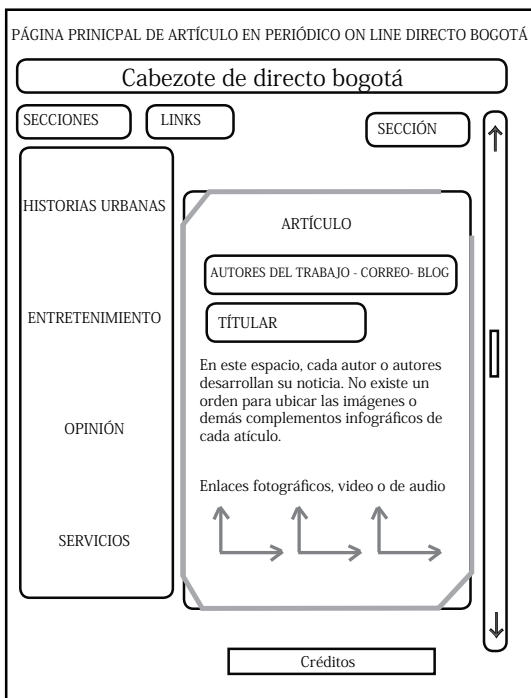 PÁGINA PRINICPAL DE ARTÍCULO EN PERIÓDICO ON LINE DIRECTO BOGOTÁ
Cabezote de directo bogotá
SECCIONES
LINKS
SECCIÓN
HISTORIAS URBANAS
ENTRETENIMIENTO
OPINIÓN
SERVICIOS
ARTÍCULO
AUTORES DEL TRABAJO - CORREO- BLOG
TÍTULAR
En este espacio, cada autor o autores
desarrollan su noticia. No existe un
orden para ubicar las imágenes o
demás complementos infográficos de
cada atículo.
Enlaces fotográficos, video o de audio
Créditos